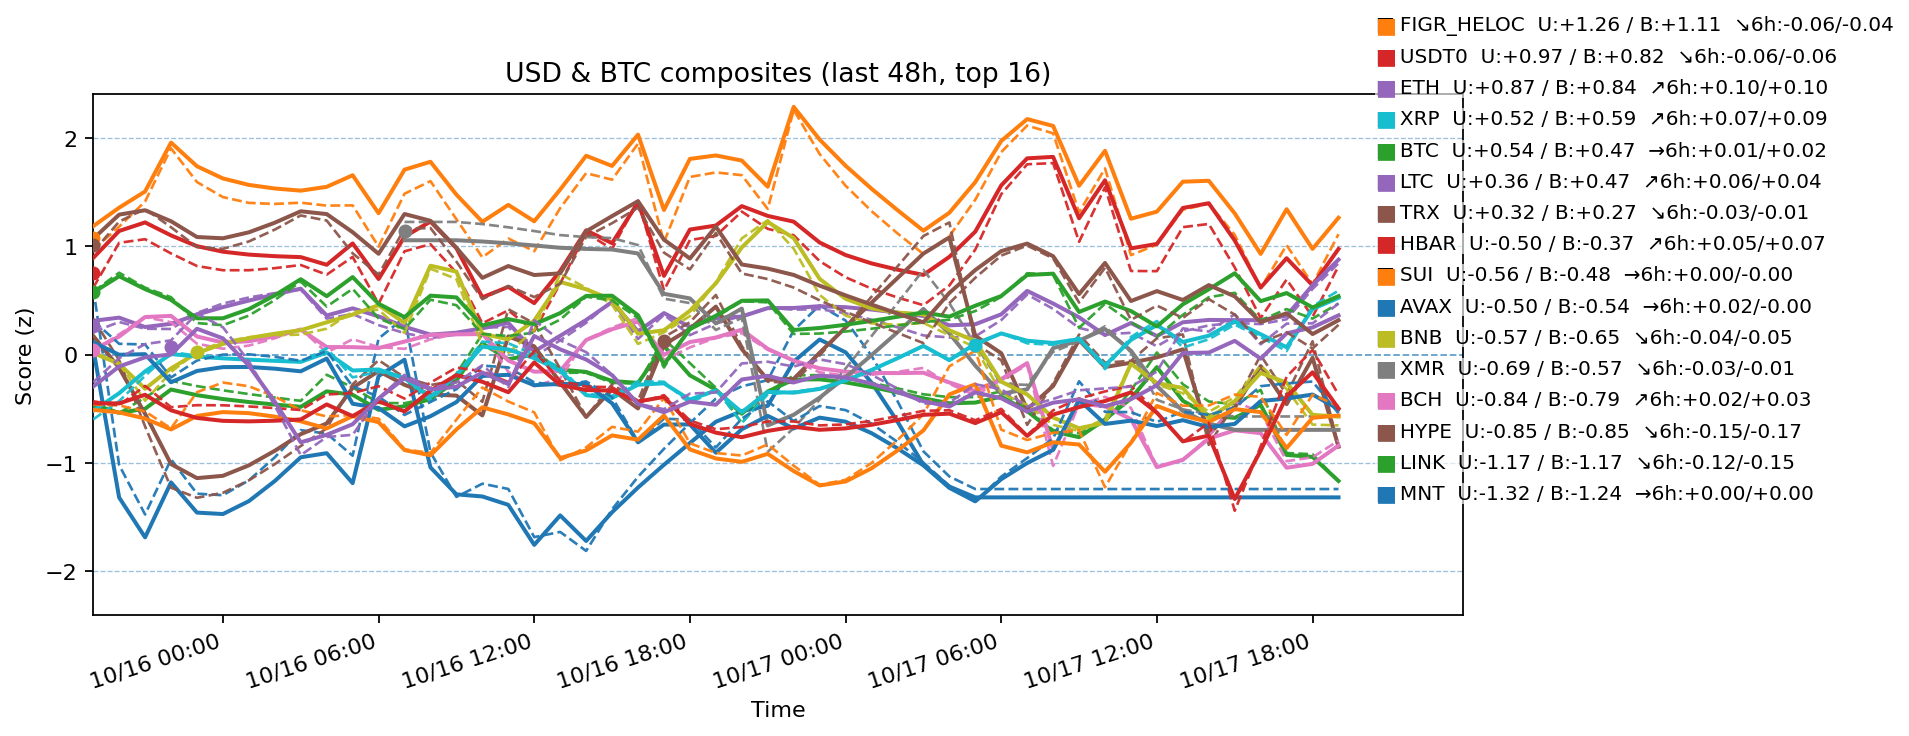 FIGR_HELOC U:+1.26 / B:+1.11 ↘6h:-0.06/-0.04
USDT0 U:+0.97 / B:+0.82 ↘6h:-0.06/-0.06
ETH U:+0.87 / B:+0.84 ↗6h:+0.10/+0.10
XRP U:+0.52 / B:+0.59 ↗6h:+0.07/+0.09
BTC U:+0.54 / B:+0.47 →6h:+0.01/+0.02
LTC U:+0.36 / B:+0.47 ↗6h:+0.06/+0.04
TRX U:+0.32 / B:+0.27 ↘6h:-0.03/-0.01
HBAR U:-0.50 / B:-0.37 ↗6h:+0.05/+0.07
SUI U:-0.56 / B:-0.48 →6h:+0.00/-0.00
AVAX U:-0.50 / B:-0.54 →6h:+0.02/-0.00
BNB U:-0.57 / B:-0.65 ↘6h:-0.04/-0.05
XMR U:-0.69 / B:-0.57 ↘6h:-0.03/-0.01
BCH U:-0.84 / B:-0.79 ↗6h:+0.02/+0.03
HYPE U:-0.85 / B:-0.85 ↘6h:-0.15/-0.17
LINK U:-1.17 / B:-1.17 ↘6h:-0.12/-0.15
MNT U:-1.32 / B:-1.24 →6h:+0.00/+0.00
USD & BTC composites (last 48h, top 16)
Score (z)
2
1
0
−1
−2
10/16 00:00
10/16 06:00
10/16 12:00
10/16 18:00
10/17 00:00
10/17 06:00
10/17 12:00
10/17 18:00
Time